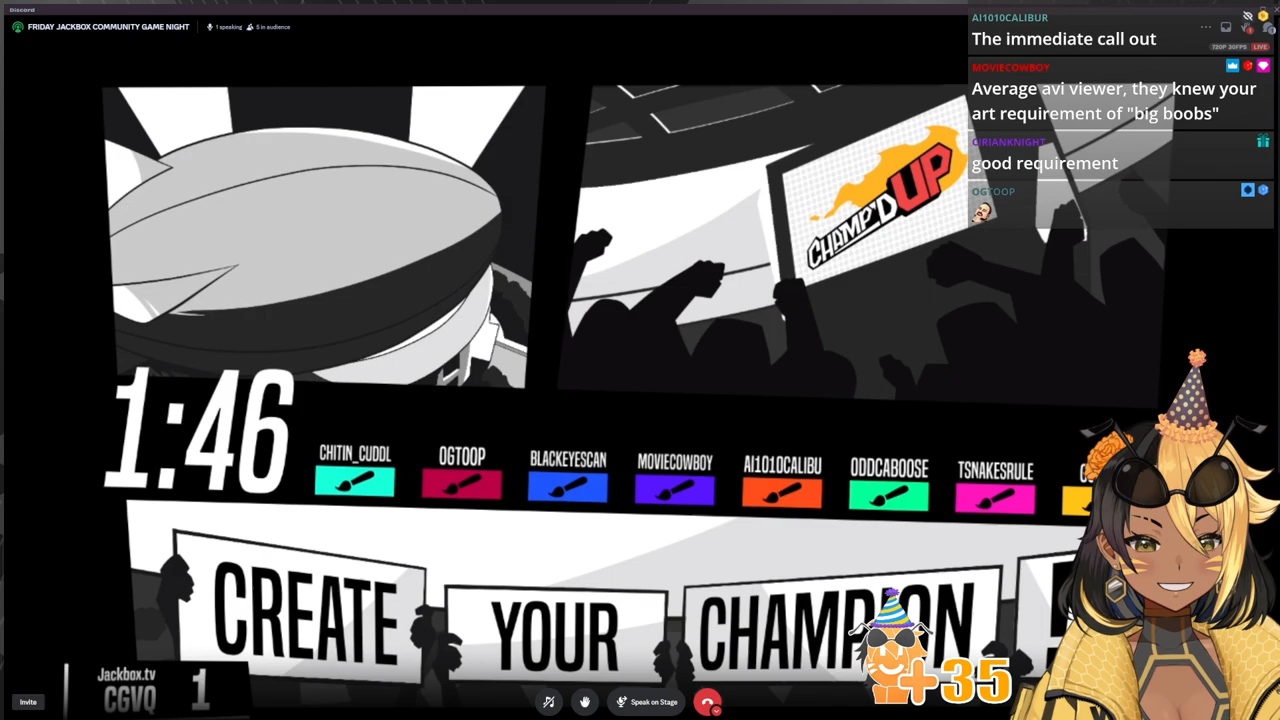 Discord
FRIDAY JACKBOX COMMUNITY GAME NIGHT
1 speaking
5 in audience
720P 30FPS LIVE
AI1010CALIBUR
The immediate call out
MOVIECOWBOY
Average avi viewer, they knew your
art requirement of "big boobs"
good requirement
OGTOOP
CHAMP'D UP
1:46
CHITIN_CUDDL
OGTOOP
BLACKEYESCAN
MOVIECOWBOY
AI1010CALIBU
ODDCABOOSE
TSNAKESRULE
CREATE
YOUR
CHAMPION
+35
Jackbox.tv
CGVQ
1
Invite
Speak on Stage